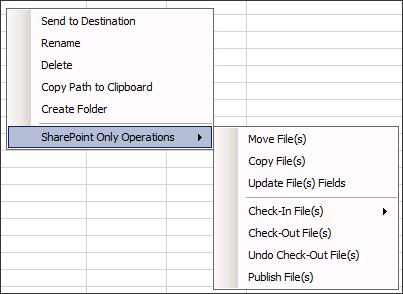 Send to Destination
Rename
Delete
Copy Path to Clipboard
Create Folder
SharePoint Only Operations
Move File(s)
Copy File(s)
Update File(s) Fields
Check-In File(s)
Check-Out File(s)
Undo Check-Out File(s)
Publish File(s)